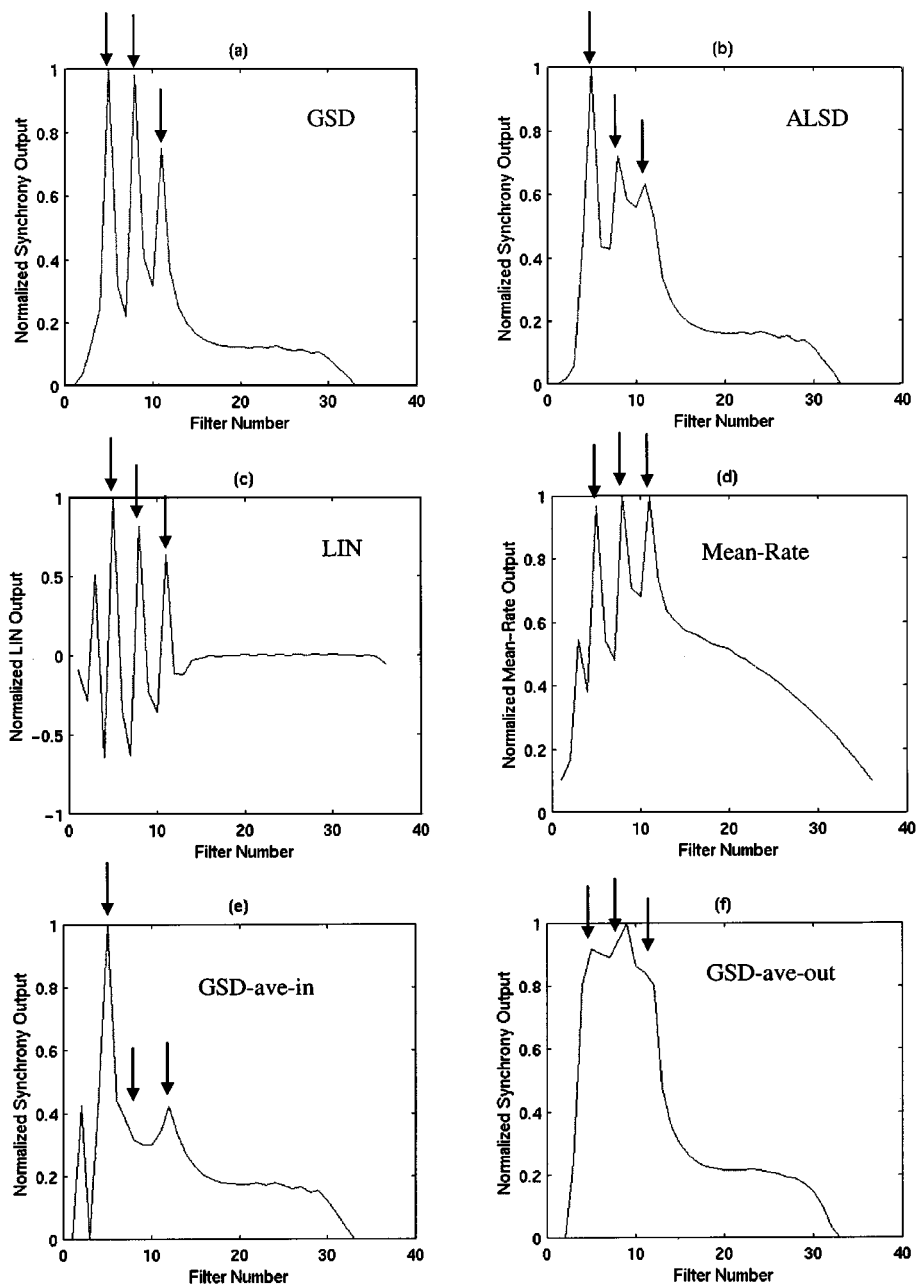 (a)
GSD
Normalized Synchrony Output
1
0.8
0.6
0.4
0.2
0
0 10 20 30 40
Filter Number
(b)
ALSD
Normalized Synchrony Output
1
0.8
0.6
0.4
0.2
0
0 10 20 30 40
Filter Number
(c)
LIN
Normalized LIN Output
1
0.5
0
−0.5
−1
0 10 20 30 40
Filter Number
(d)
Mean-Rate
Normalized Mean−Rate Output
1
0.8
0.6
0.4
0.2
0
0 10 20 30 40
Filter Number
(e)
GSD-ave-in
Normalized Synchrony Output
1
0.8
0.6
0.4
0.2
0
0 10 20 30 40
Filter Number
(f)
GSD-ave-out
Normalized Synchrony Output
1
0.8
0.6
0.4
0.2
0
0 10 20 30 40
Filter Number